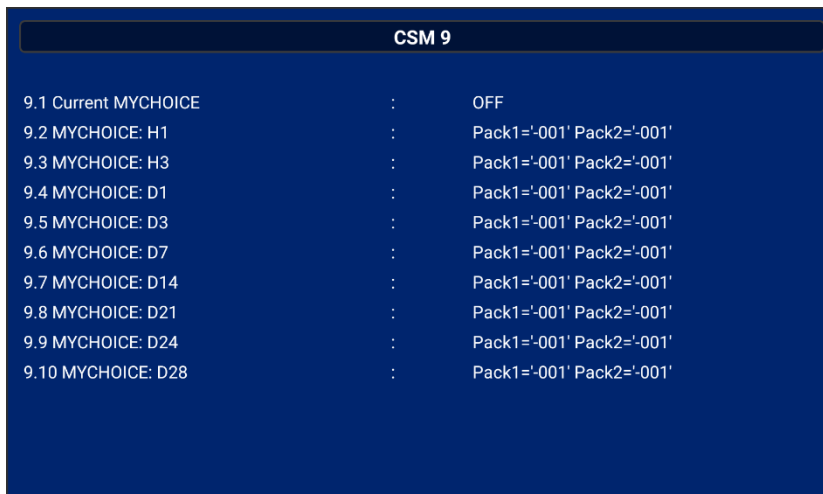 CSM 9
9.1 Current MYCHOICE : OFF
9.2 MYCHOICE: H1 : Pack1='-001' Pack2='-001'
9.3 MYCHOICE: H3 : Pack1='-001' Pack2='-001'
9.4 MYCHOICE: D1 : Pack1='-001' Pack2='-001'
9.5 MYCHOICE: D3 : Pack1='-001' Pack2='-001'
9.6 MYCHOICE: D7 : Pack1='-001' Pack2='-001'
9.7 MYCHOICE: D14 : Pack1='-001' Pack2='-001'
9.8 MYCHOICE: D21 : Pack1='-001' Pack2='-001'
9.9 MYCHOICE: D24 : Pack1='-001' Pack2='-001'
9.10 MYCHOICE: D28 : Pack1='-001' Pack2='-001'